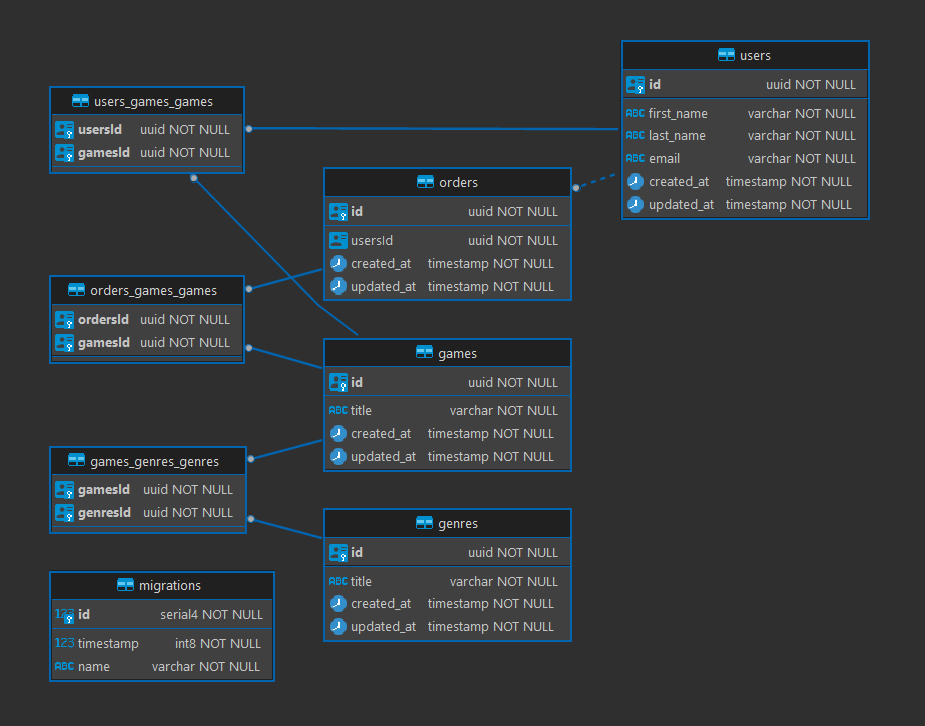 users_games_games
usersId uuid NOT NULL
gamesId uuid NOT NULL
users
id uuid NOT NULL
ABC first_name varchar NOT NULL
ABC last_name varchar NOT NULL
ABC email varchar NOT NULL
created_at timestamp NOT NULL
updated_at timestamp NOT NULL
orders
id uuid NOT NULL
usersId uuid NOT NULL
created_at timestamp NOT NULL
updated_at timestamp NOT NULL
orders_games_games
ordersId uuid NOT NULL
gamesId uuid NOT NULL
games
id uuid NOT NULL
ABC title varchar NOT NULL
created_at timestamp NOT NULL
updated_at timestamp NOT NULL
games_genres_genres
gamesId uuid NOT NULL
genresId uuid NOT NULL
genres
id uuid NOT NULL
ABC title varchar NOT NULL
created_at timestamp NOT NULL
updated_at timestamp NOT NULL
migrations
123 id serial4 NOT NULL
123 timestamp int8 NOT NULL
ABC name varchar NOT NULL